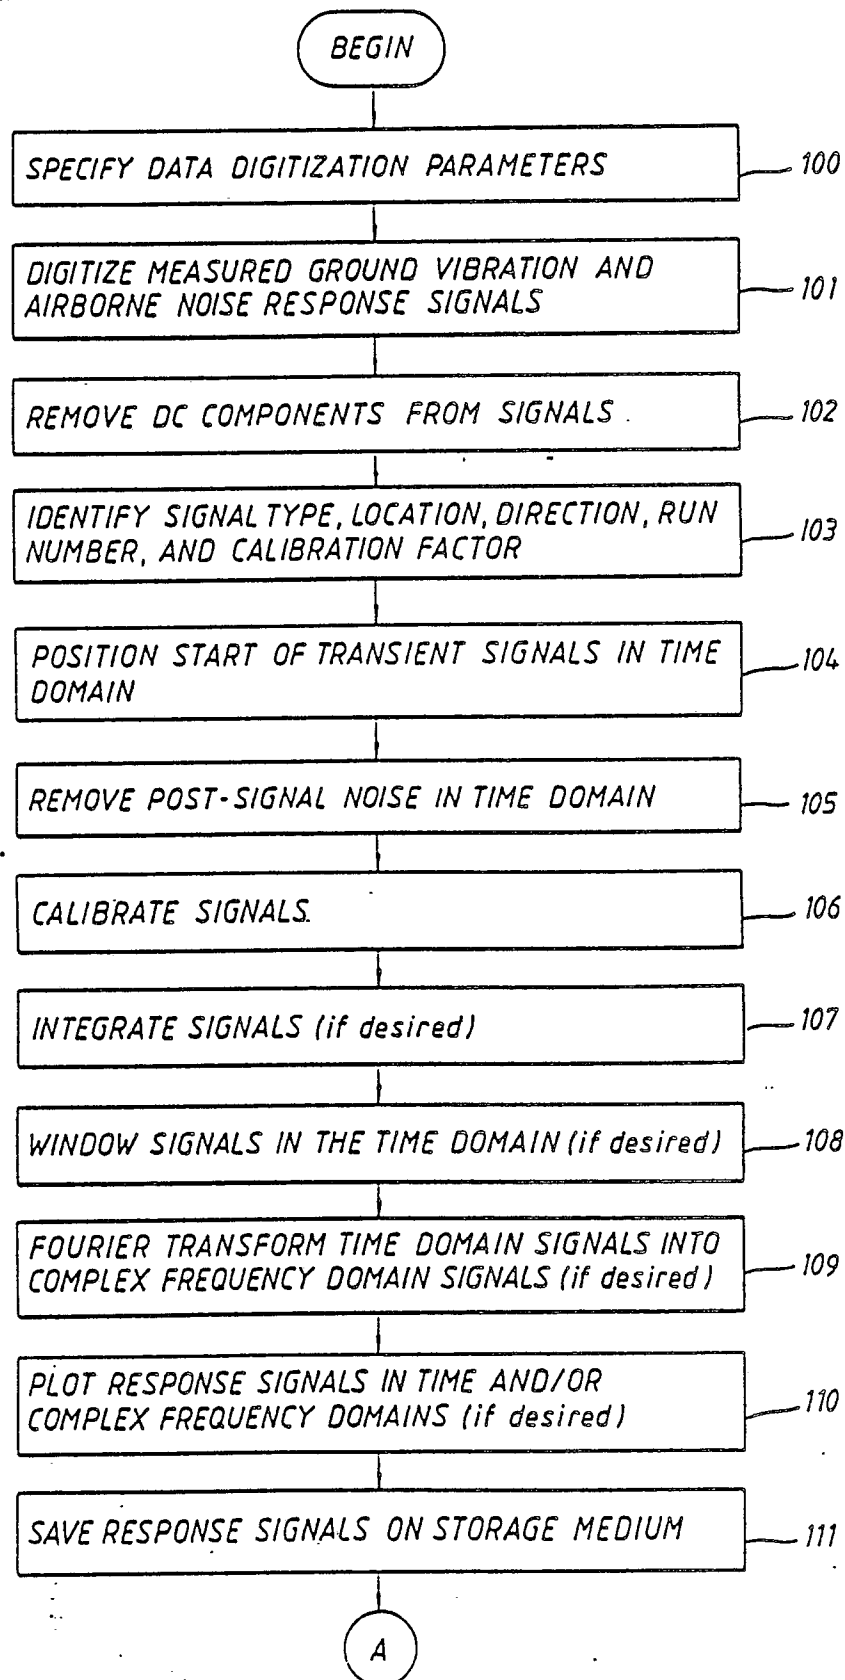 BEGIN
SPECIFY DATA DIGITIZATION PARAMETERS
100
DIGITIZE MEASURED GROUND VIBRATION AND
AIRBORNE NOISE RESPONSE SIGNALS
101
REMOVE DC COMPONENTS FROM SIGNALS
102
IDENTIFY SIGNAL TYPE, LOCATION, DIRECTION, RUN
NUMBER, AND CALIBRATION FACTOR
103
POSITION START OF TRANSIENT SIGNALS IN TIME
DOMAIN
104
REMOVE POST-SIGNAL NOISE IN TIME DOMAIN
105
CALIBRATE SIGNALS.
106
INTEGRATE SIGNALS (if desired)
107
WINDOW SIGNALS IN THE TIME DOMAIN (if desired)
108
FOURIER TRANSFORM TIME DOMAIN SIGNALS INTO
COMPLEX FREQUENCY DOMAIN SIGNALS (if desired)
109
PLOT RESPONSE SIGNALS IN TIME AND/OR
COMPLEX FREQUENCY DOMAINS (if desired)
110
SAVE RESPONSE SIGNALS ON STORAGE MEDIUM
111
A